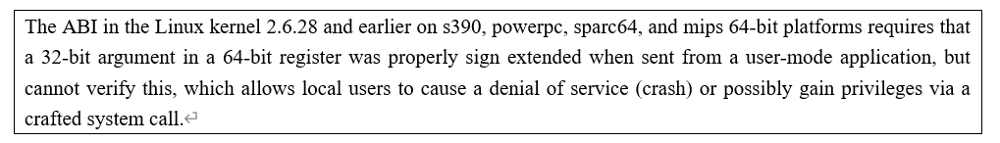 The ABI in the Linux kernel 2.6.28 and earlier on s390, powerpc, sparc64, and mips 64-bit platforms requires that
a 32-bit argument in a 64-bit register was properly sign extended when sent from a user-mode application, but
cannot verify this, which allows local users to cause a denial of service (crash) or possibly gain privileges via a
crafted system call.↵